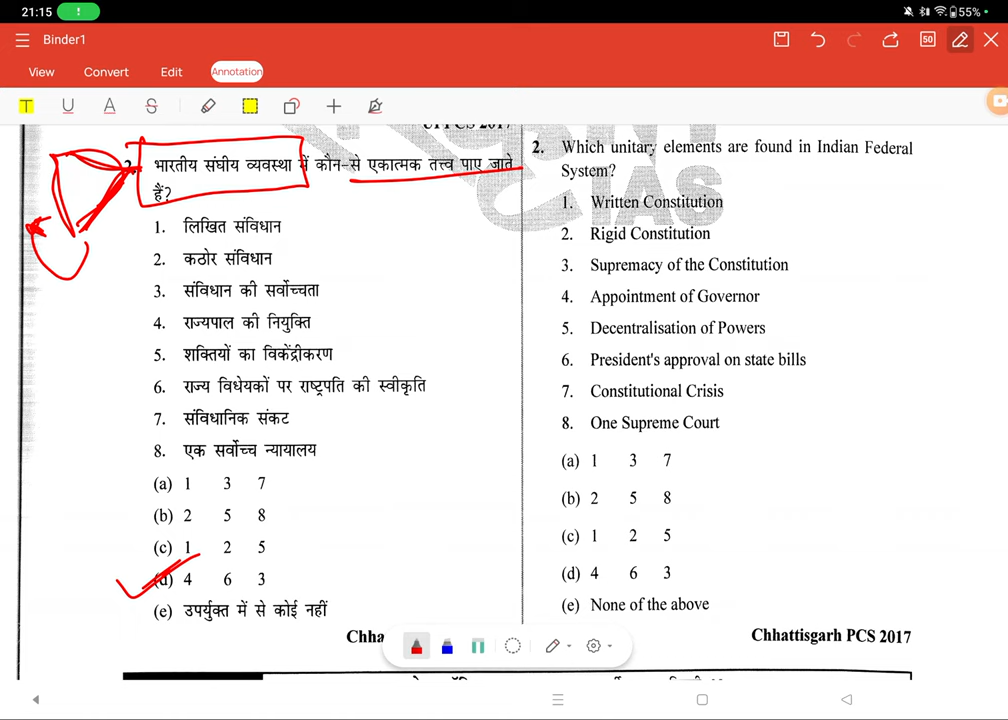 21:15
55%
Binder1
50
View Convert Edit Annotation
T U A S
2017
2. भारतीय संघीय व्यवस्था में कौन-से एकात्मक तत्त्व पाए जाते
हैं?
1. लिखित संविधान
2. कठोर संविधान
3. संविधान की सर्वोच्चता
4. राज्यपाल की नियुक्ति
5. शक्तियों का विकेंद्रीकरण
6. राज्य विधेयकों पर राष्ट्रपति की स्वीकृति
7. संविधानिक संकट
8. एक सर्वोच्च न्यायालय
(a) 1 3 7
(b) 2 5 8
(c) 1 2 5
(d) 4 6 3
(e) उपर्युक्त में से कोई नहीं
Chha
2. Which unitary elements are found in Indian Federal
System?
IAS
1. Written Constitution
2. Rigid Constitution
3. Supremacy of the Constitution
4. Appointment of Governor
5. Decentralisation of Powers
6. President's approval on state bills
7. Constitutional Crisis
8. One Supreme Court
(a) 1 3 7
(b) 2 5 8
(c) 1 2 5
(d) 4 6 3
(e) None of the above
Chhattisgarh PCS 2017